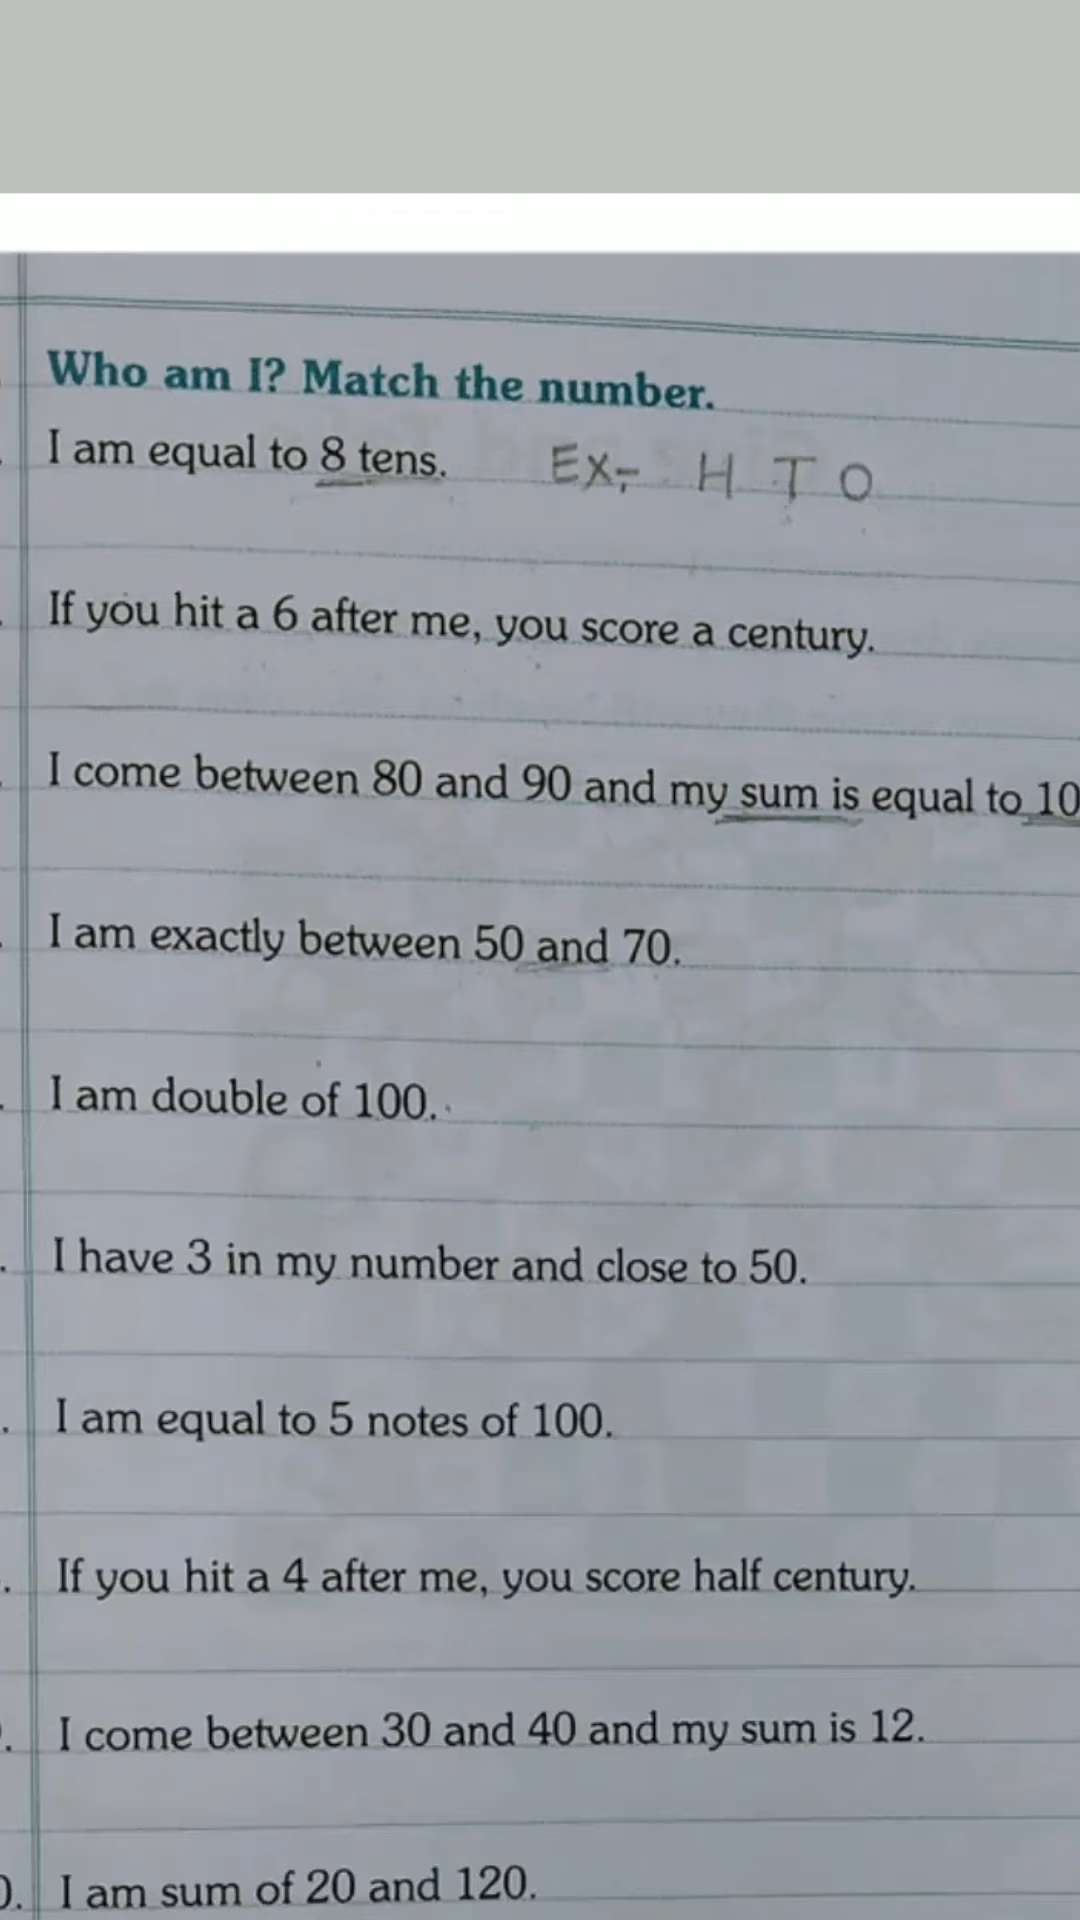 Who am I? Match the number.
I am equal to 8 tens. Ex,- H T O
If you hit a 6 after me, you score a century.
I come between 80 and 90 and my sum is equal to 10
I am exactly between 50 and 70.
I am double of 100.
. I have 3 in my number and close to 50.
. I am equal to 5 notes of 100.
. If you hit a 4 after me, you score half century.
. I come between 30 and 40 and my sum is 12.
0. I am sum of 20 and 120.